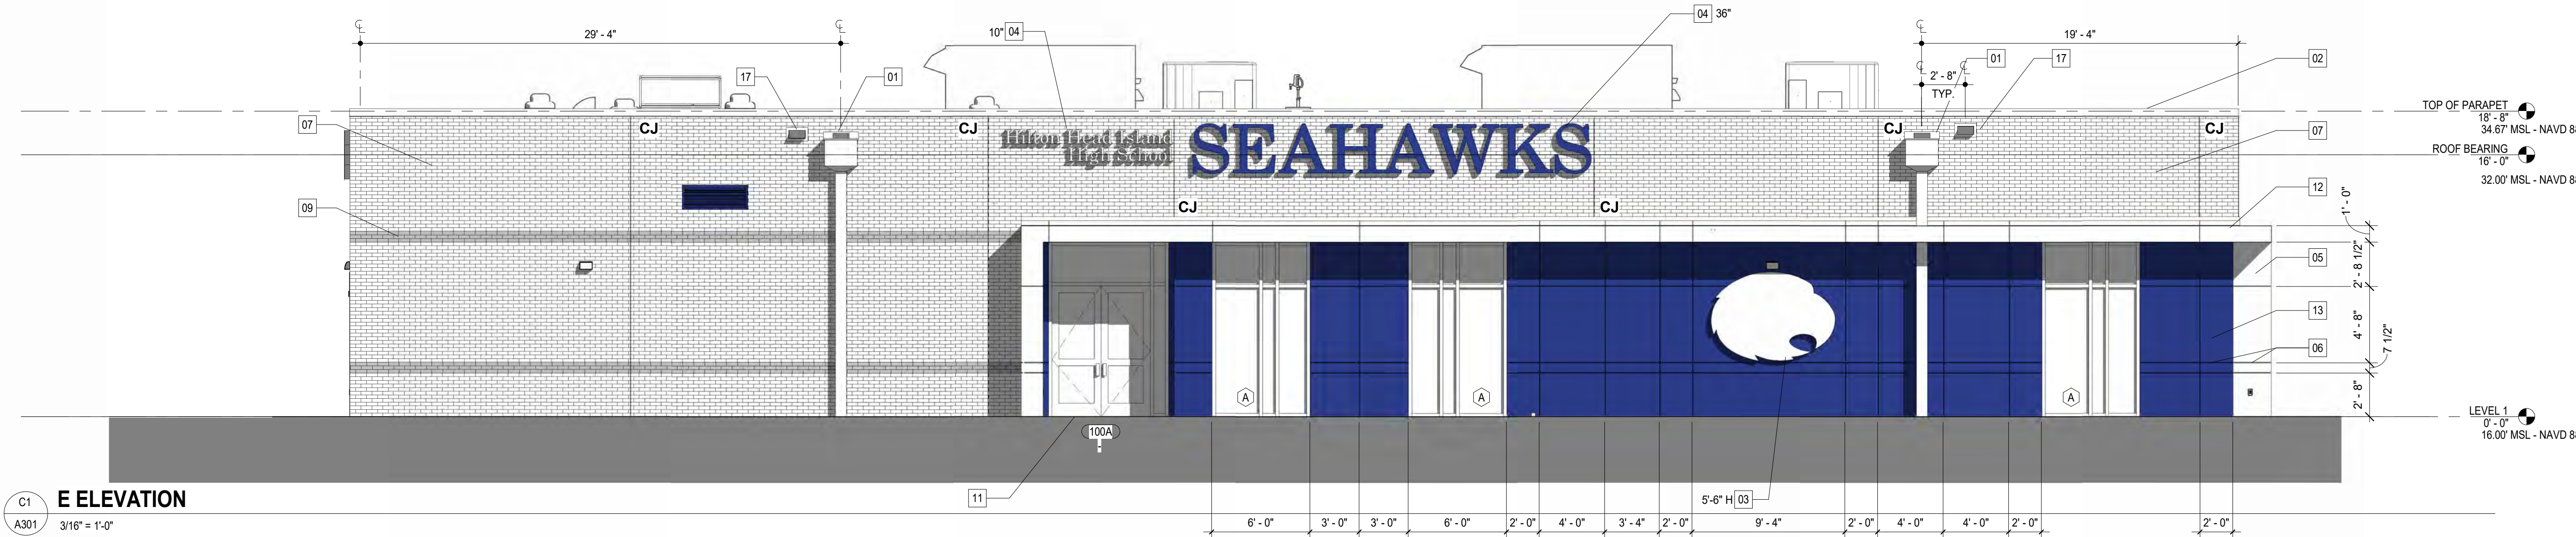 04 36"
29' - 4"
10" 04
19' - 4"
17
01
01
17
02
2' - 8"
TYP.
TOP OF PARAPET
18' - 8"
34.67' MSL - NAVD 8
07
CJ
CJ
CJ
CJ
07
Hilton Head Island
High School
SEAHAWKS
ROOF BEARING
16' - 0"
32.00' MSL - NAVD 8
12
09
CJ
CJ
1' - 0"
05
2' - 8 1/2"
13
4' - 8"
06
7 1/2"
A
A
A
2' - 8"
LEVEL 1
0' - 0"
16.00' MSL - NAVD 8
100A
C1
E ELEVATION
11
5'-6" H 03
A301
3/16" = 1'-0"
6' - 0"
3' - 0"
3' - 0"
6' - 0"
2' - 0"
4' - 0"
3' - 4"
2' - 0"
9' - 4"
2' - 0"
4' - 0"
4' - 0"
2' - 0"
2' - 0"